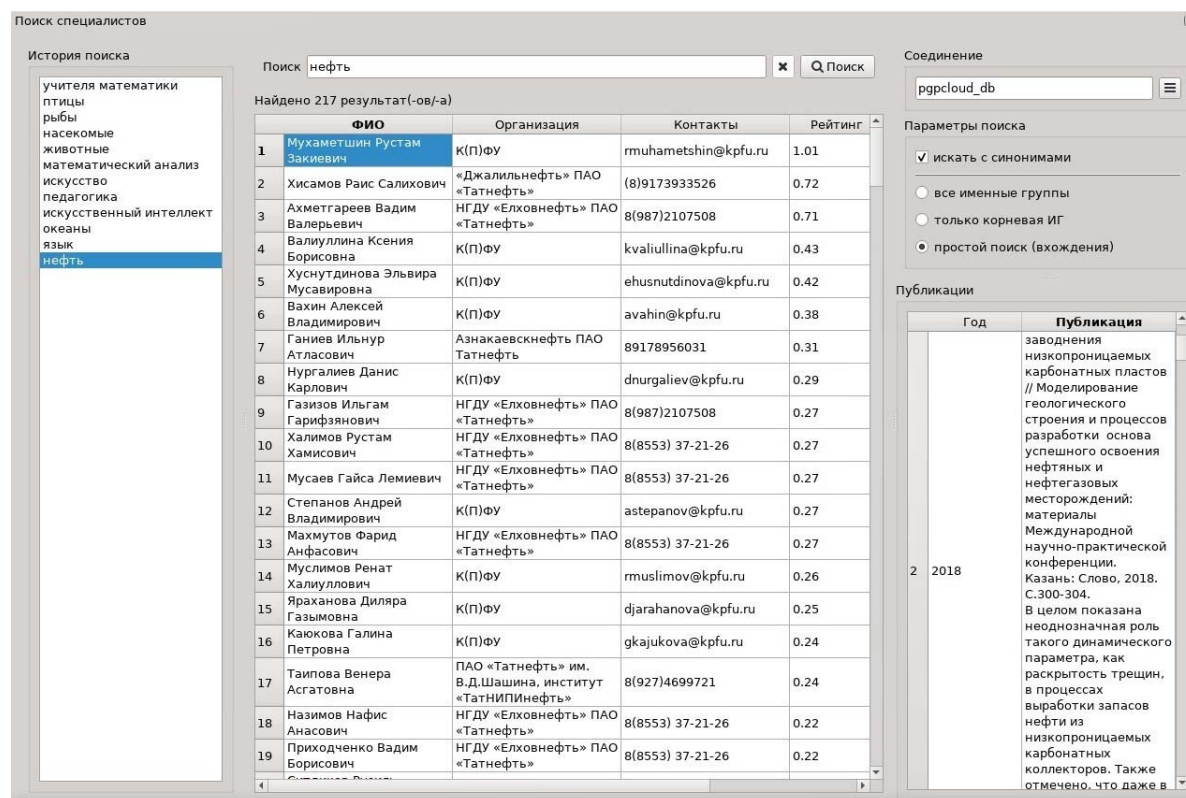 Поиск специалистов
История поиска
учителя математики
птицы
рыбы
насекомые
животные
математический анализ
искусство
педагогика
искусственный интеллект
океаны
язык
нефть
Поиск нефть Поиск
Найдено 217 результат(-ов/-а)
ФИО Организация Контакты Рейтинг
1 Мухаметшин Рустам Закиевич К(П)ФУ rmuhametshin@kpfu.ru 1.01
2 Хисамов Раис Салихович «Джалильнефть» ПАО «Татнефть» (8)9173933526 0.72
3 Ахметгареев Вадим Валерьевич НГДУ «Елховнефть» ПАО «Татнефть» 8(987)2107508 0.71
4 Валиуллина Ксения Борисовна К(П)ФУ kvaliullina@kpfu.ru 0.43
5 Хуснутдинова Эльвира Мусавировна К(П)ФУ ehusnutdinova@kpfu.ru 0.42
6 Вахин Алексей Владимирович К(П)ФУ avahin@kpfu.ru 0.38
7 Ганиев Ильнур Атласович Азнакаевскнефть ПАО Татнефть 89178956031 0.31
8 Нургалиев Данис Карлович К(П)ФУ dnurgaliev@kpfu.ru 0.29
9 Газизов Ильгам Гарифзянович НГДУ «Елховнефть» ПАО «Татнефть» 8(987)2107508 0.27
10 Халимов Рустам Хамисович НГДУ «Елховнефть» ПАО «Татнефть» 8(8553) 37-21-26 0.27
11 Мусаев Гайса Лемиевич НГДУ «Елховнефть» ПАО «Татнефть» 8(8553) 37-21-26 0.27
12 Степанов Андрей Владимирович К(П)ФУ astepanov@kpfu.ru 0.27
13 Махмутов Фарид Анфасович НГДУ «Елховнефть» ПАО «Татнефть» 8(8553) 37-21-26 0.27
14 Муслимов Ренат Халиуллович К(П)ФУ rmuslimov@kpfu.ru 0.26
15 Яраханова Диляра Газымовна К(П)ФУ djarahanova@kpfu.ru 0.25
16 Каюкова Галина Петровна К(П)ФУ gkajukova@kpfu.ru 0.24
17 Таипова Венера Асгатовна ПАО «Татнефть» им. В.Д.Шашина, институт «ТатНИПИнефть» 8(927)4699721 0.24
18 Назимов Нафис Анасович НГДУ «Елховнефть» ПАО «Татнефть» 8(8553) 37-21-26 0.22
19 Приходченко Вадим Борисович НГДУ «Елховнефть» ПАО «Татнефть» 8(8553) 37-21-26 0.22
Соединение
pgpcloud_db
Параметры поиска
искать с синонимами
все именные группы
только корневая ИГ
простой поиск (вхождения)
Публикации
Год Публикация
2 2018
заводнения
низкопроницаемых
карбонатных пластов
// Моделирование
геологического
строения и процессов
разработки основа
успешного освоения
нефтяных и
нефтегазовых
месторождений:
материалы
Международной
научно-практической
конференции.
Казань: Слово, 2018.
С.300-304.
В целом показана
неоднозначная роль
такого динамического
параметра, как
раскрытость трещин,
в процессах
выработки запасов
нефти из
низкопроницаемых
карбонатных
коллекторов. Также
отмечено, что даже в